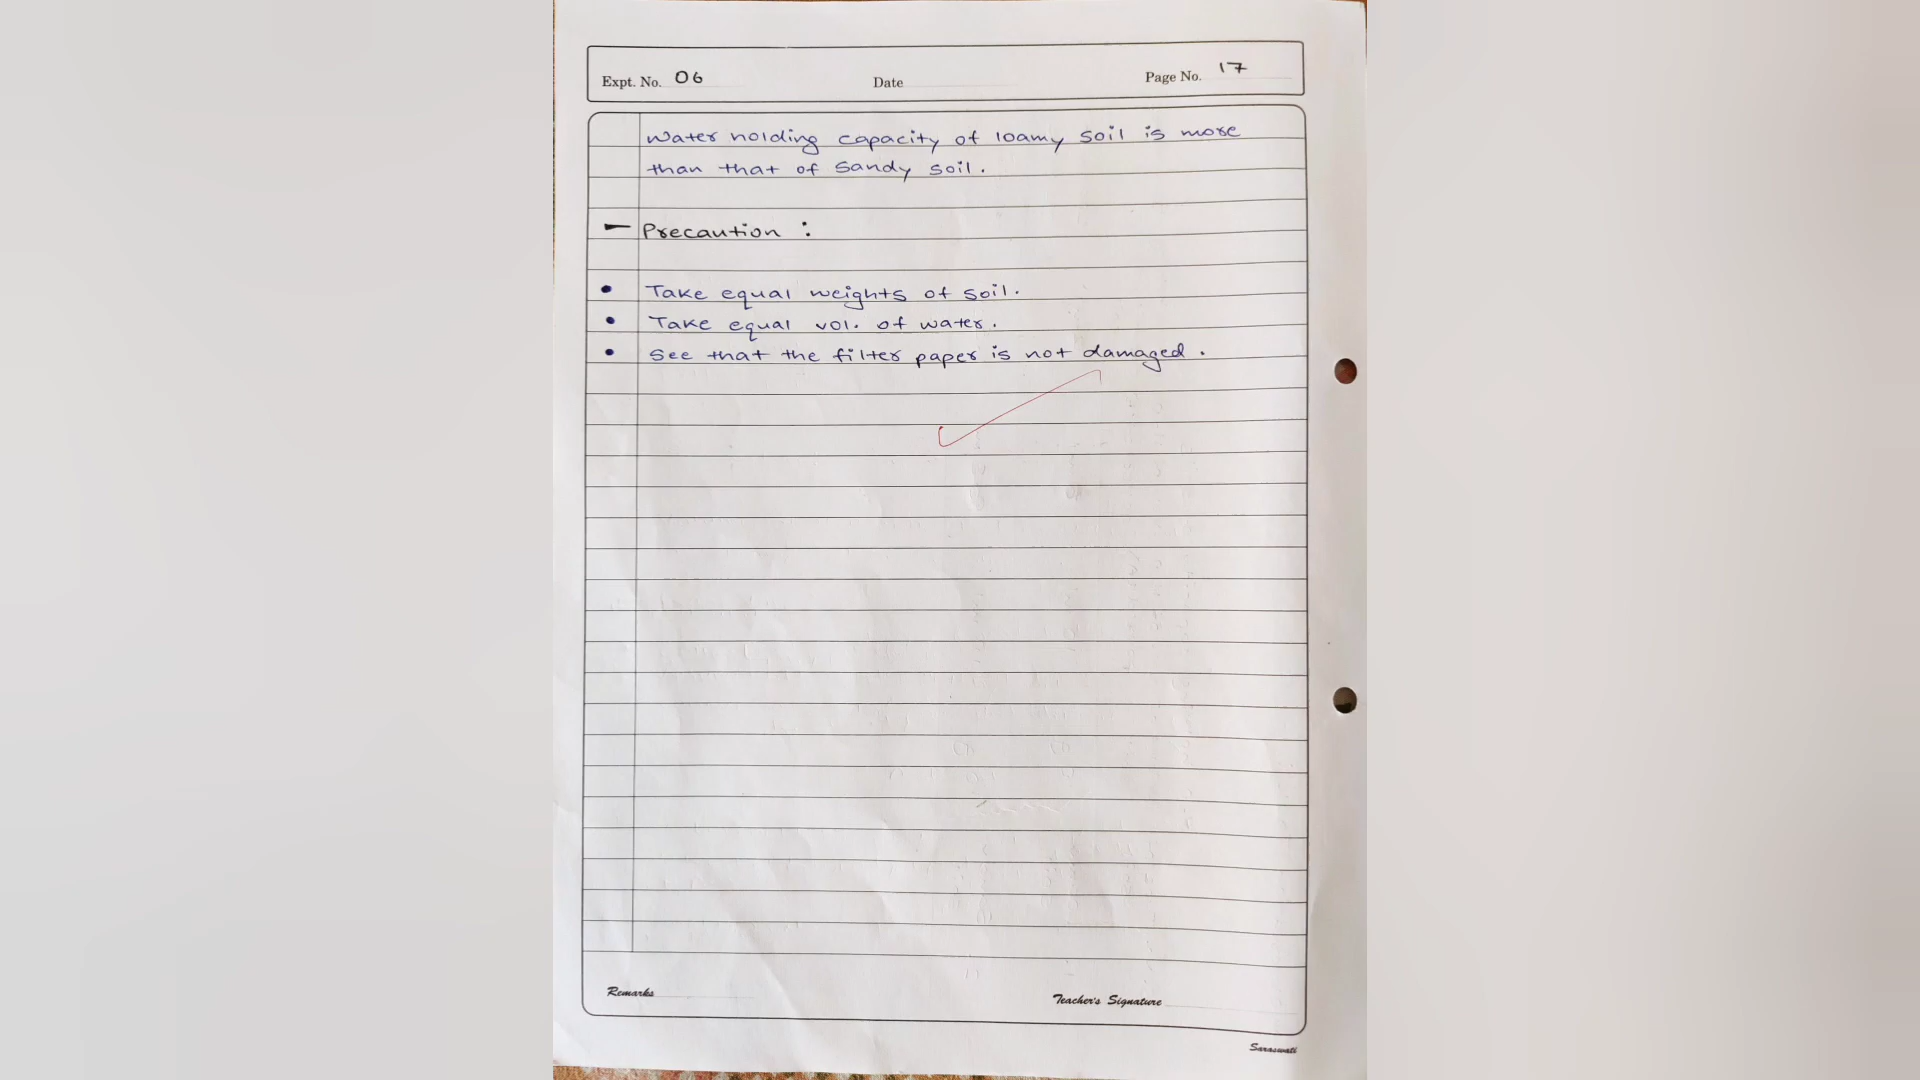 Expt. No. 06 Date Page No. 17
Water holding capacity of loamy soil is more
than that of sandy soil.
— Precaution :
• Take equal weights of soil.
• Take equal vol. of water.
• See that the filter paper is not damaged.
Remarks Teacher's Signature
Saraswati